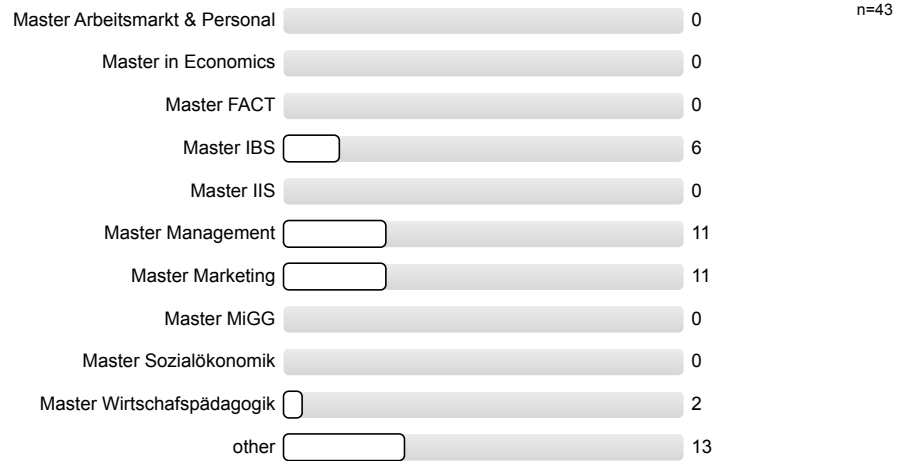 n=43
Master Arbeitsmarkt & Personal 0
Master in Economics 0
Master FACT 0
Master IBS 6
Master IIS 0
Master Management 11
Master Marketing 11
Master MiGG 0
Master Sozialökonomik 0
Master Wirtschafspädagogik 2
other 13